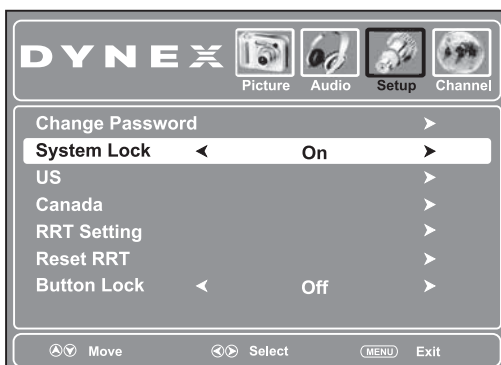 DYNEX
Picture Audio Setup Channel
Change Password
System Lock On
US
Canada
RRT Setting
Reset RRT
Button Lock Off
Move Select MENU Exit